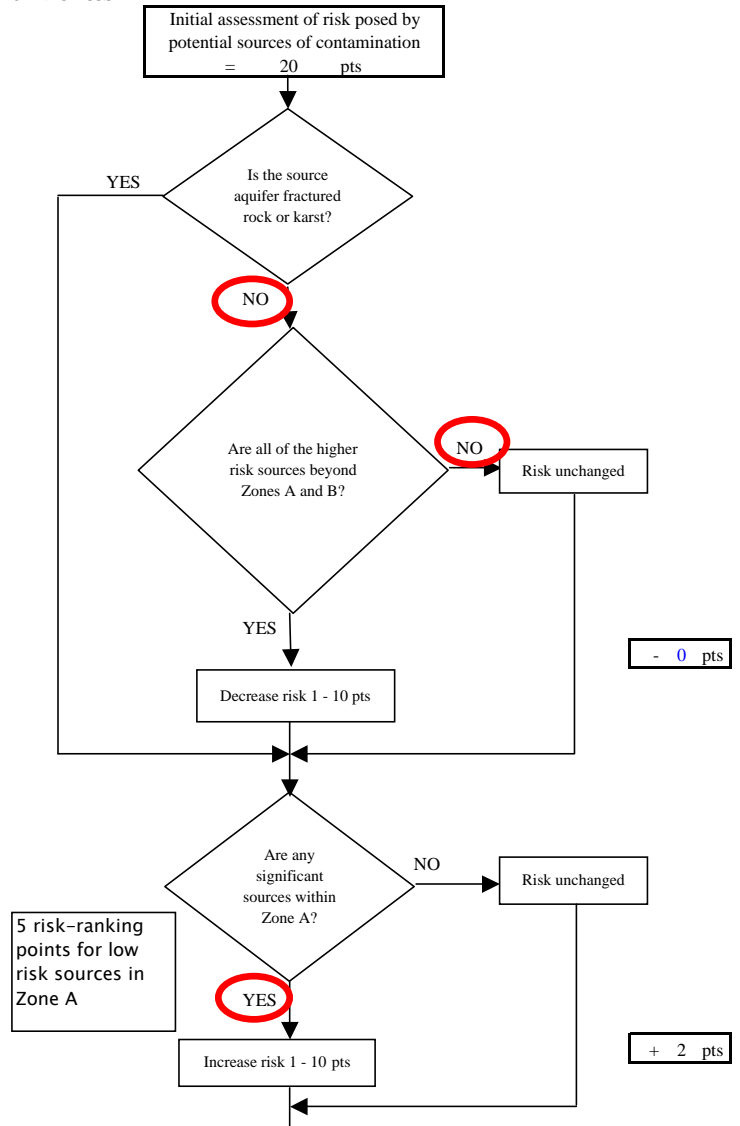 Initial assessment of risk posed by
potential sources of contamination
= 20 pts
Is the source
aquifer fractured
rock or karst?
YES
NO
Are all of the higher
risk sources beyond
Zones A and B?
NO
Risk unchanged
YES
- 0 pts
Decrease risk 1 - 10 pts
Are any
significant
sources within
Zone A?
NO
Risk unchanged
5 risk-ranking
points for low
risk sources in
Zone A
YES
+ 2 pts
Increase risk 1 - 10 pts